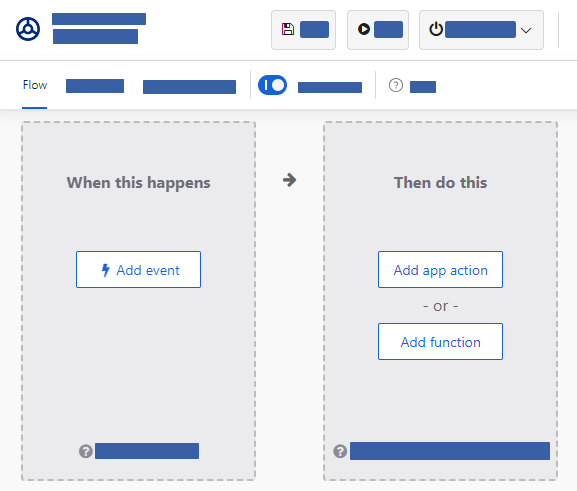 Flow
When this happens
Then do this
Add event
Add app action
- or -
Add function